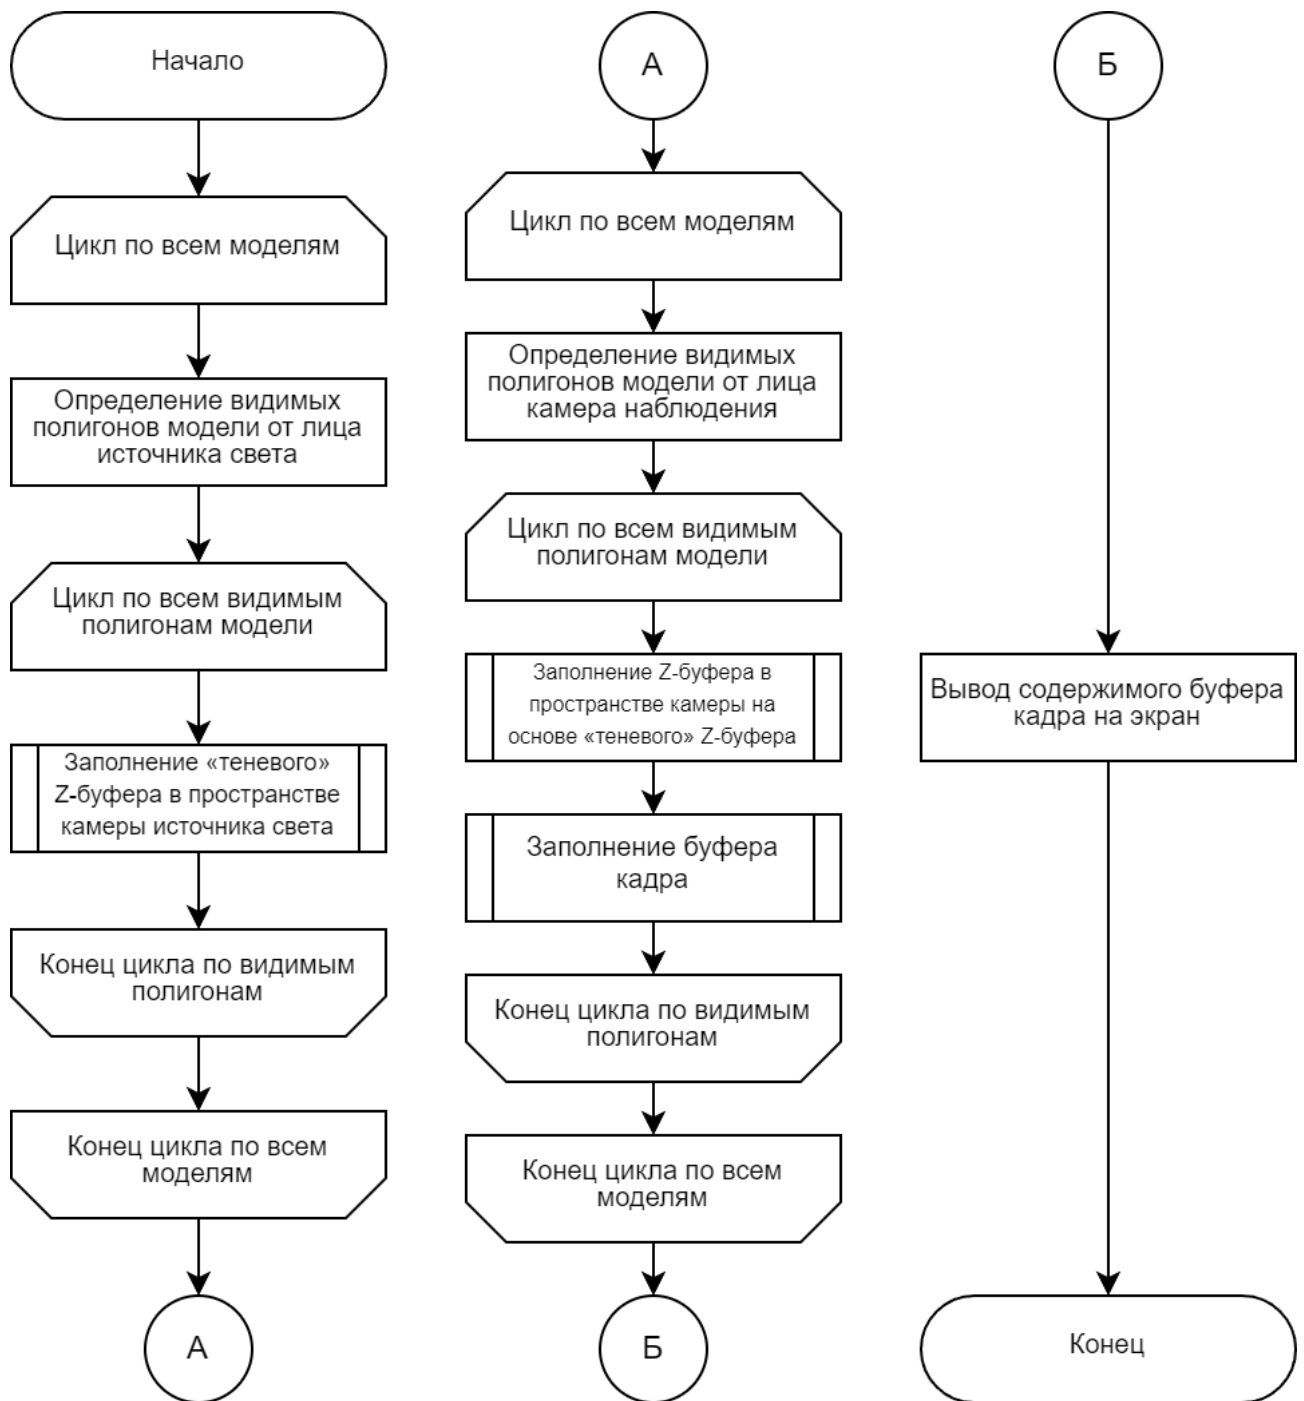 Начало
Цикл по всем моделям
Определение видимых
полигонов модели от лица
источника света
Цикл по всем видимым
полигонам модели
Заполнение «теневого»
Z-буфера в пространстве
камеры источника света
Конец цикла по видимым
полигонам
Конец цикла по всем
моделям
А
А
Цикл по всем моделям
Определение видимых
полигонов модели от лица
камера наблюдения
Цикл по всем видимым
полигонам модели
Заполнение Z-буфера в
пространстве камеры на
основе «теневого» Z-буфера
Заполнение буфера
кадра
Конец цикла по видимым
полигонам
Конец цикла по всем
моделям
Б
Б
Вывод содержимого буфера
кадра на экран
Конец